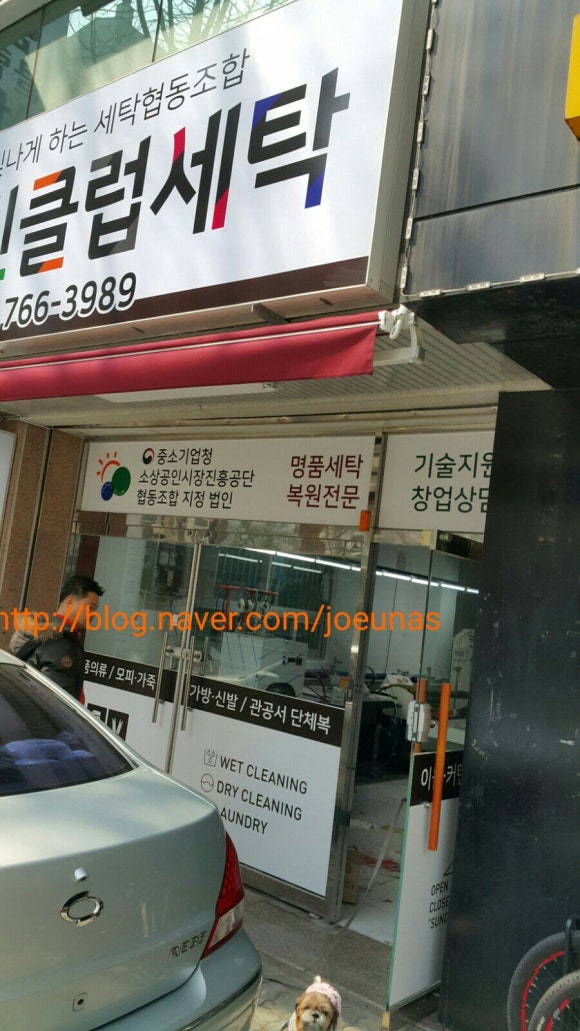 빛나게 하는 세탁협동조합
클럽세탁
766-3989
중소기업청
소상공인시장진흥공단
협동조합 지정 법인
명품세탁
복원전문
기술지원
창업상담
http://blog.naver.com/joeunas
품의류 / 모피·가죽
가방·신발 / 관공서 단체복
WET CLEANING
DRY CLEANING
LAUNDRY
OPEN
CLOSE
"SUND